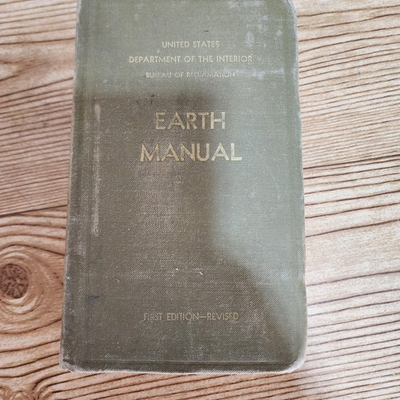 UNITED STATES
DEPARTMENT OF THE INTERIOR
BUREAU OF RECLAMATION
EARTH
MANUAL
FIRST EDITION—REVISED